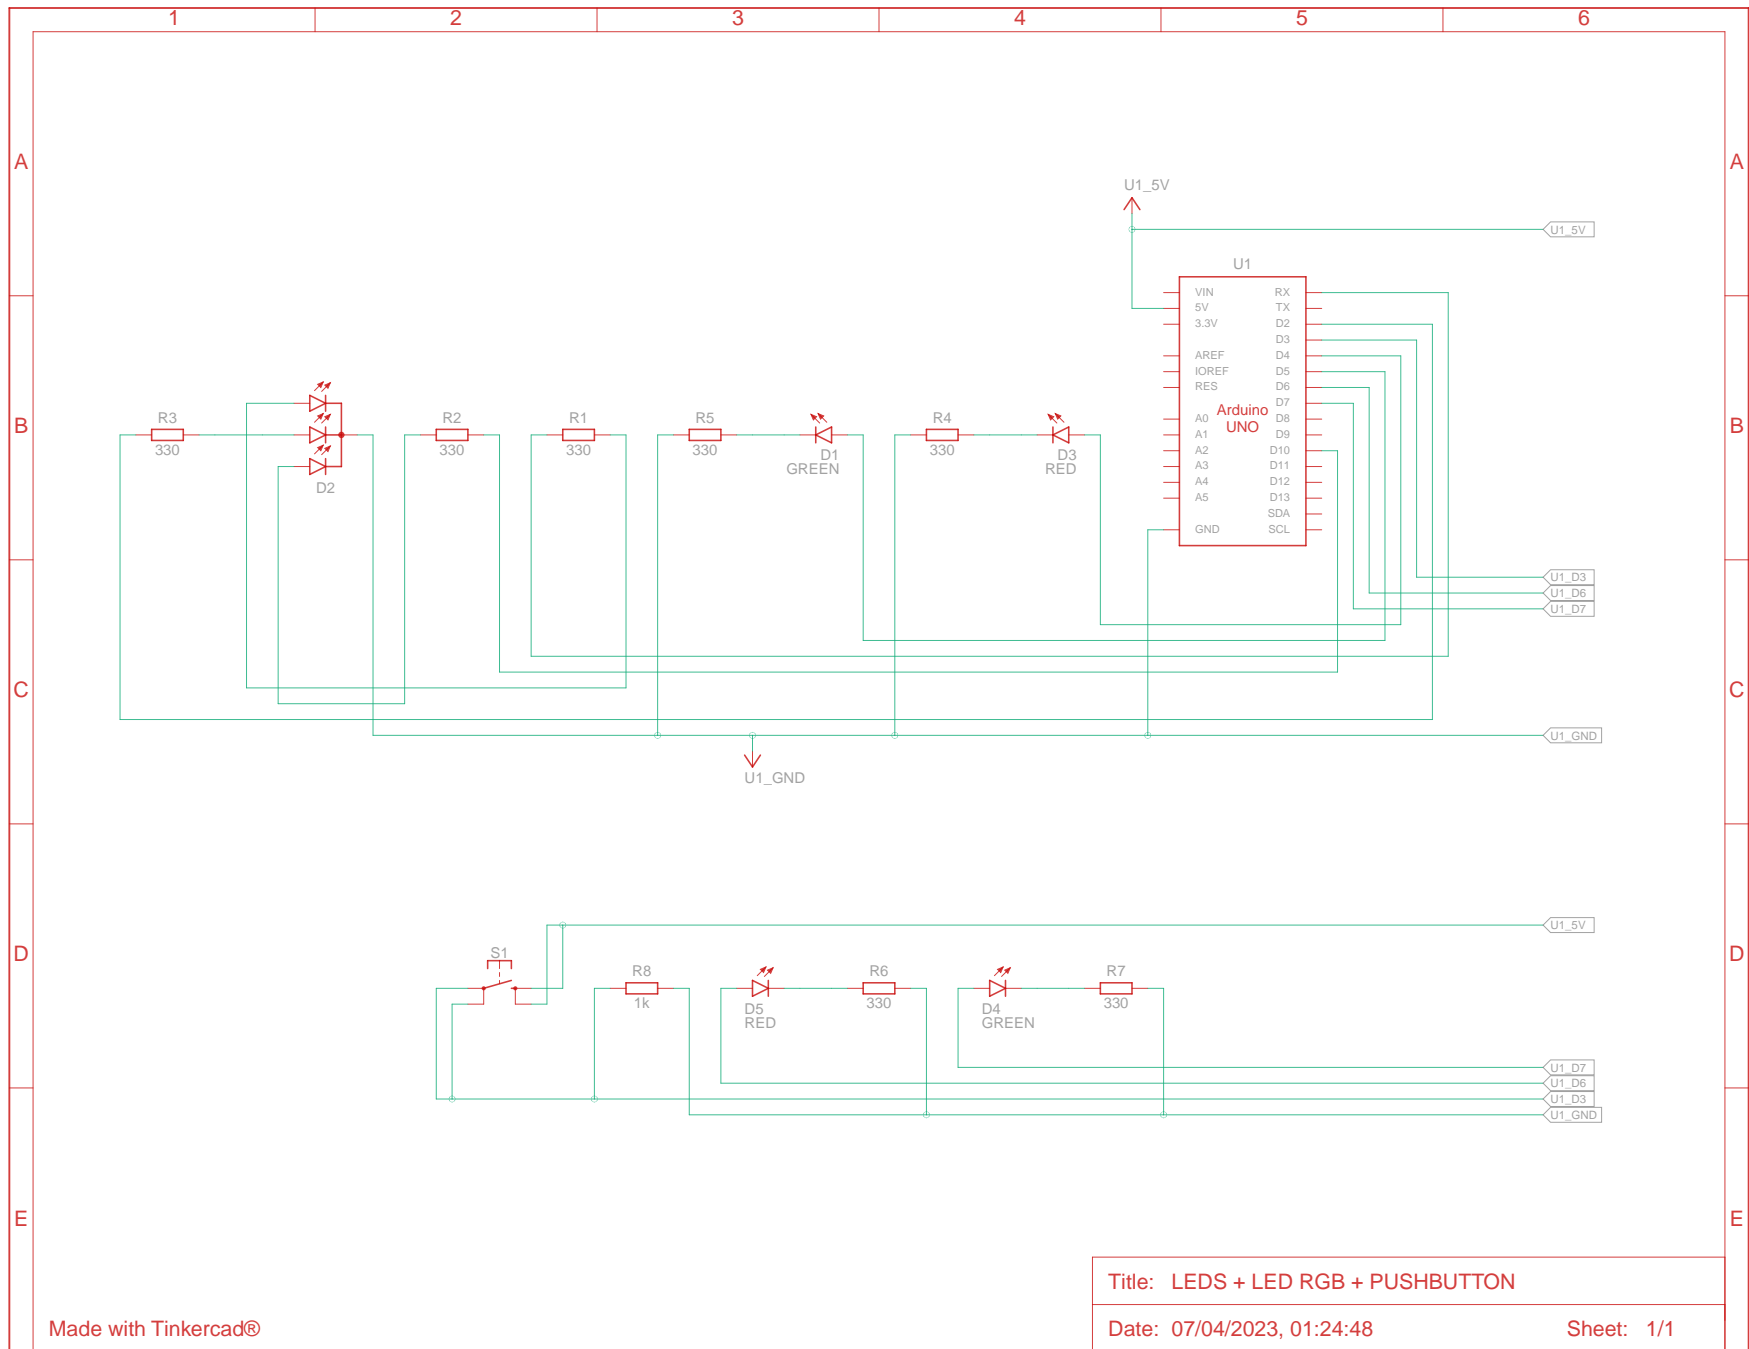 1 2 3 4 5 6
A A
U1_5V
U1_5V
U1
VIN RX
5V TX
3.3V D2
D3
AREF D4
IOREF D5
RES D6
D7
A0 D8
A1 D9
A2 D10
A3 D11
A4 D12
A5 D13
SDA
GND SCL
Arduino
UNO
B B
R3
330
D2
R2
330
R1
330
R5
330
D1
GREEN
R4
330
D3
RED
U1_D3
U1_D6
U1_D7
C C
U1_GND
U1_GND
U1_5V
D D
S1
R8
1k
D5
RED
R6
330
D4
GREEN
R7
330
U1_D7
U1_D6
U1_D3
U1_GND
E E
Title: LEDS + LED RGB + PUSHBUTTON
Made with Tinkercad®
Date: 07/04/2023, 01:24:48 Sheet: 1/1